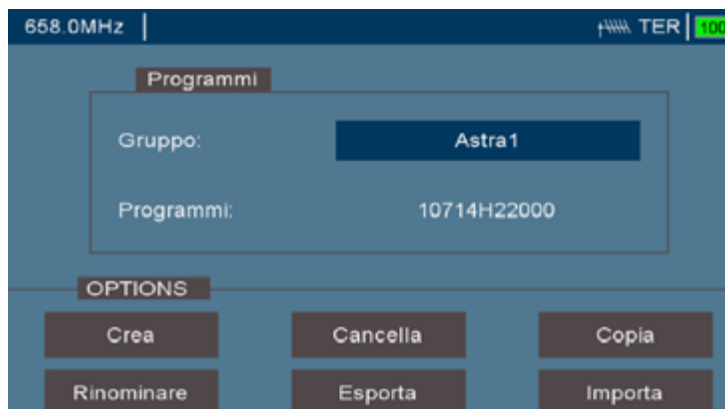 658.0MHz TER 100
Programmi
Gruppo: Astra1
Programmi: 10714H22000
OPTIONS
Crea Cancella Copia
Rinominare Esporta Importa